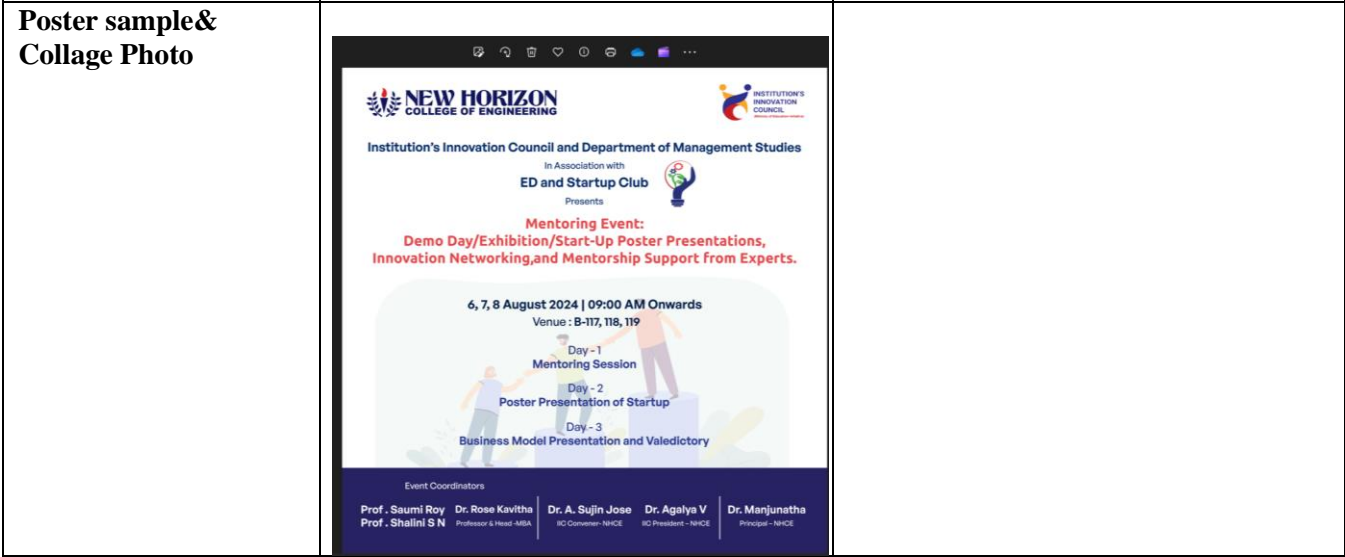 Poster sample&
Collage Photo
NEW HORIZON
COLLEGE OF ENGINEERING
INSTITUTION'S
INNOVATION
COUNCIL
Institution's Innovation Council and Department of Management Studies
In Association with
ED and Startup Club
Presents
Mentoring Event:
Demo Day/Exhibition/Start-Up Poster Presentations,
Innovation Networking,and Mentorship Support from Experts.
6, 7, 8 August 2024 | 09:00 AM Onwards
Venue : B-117, 118, 119
Day - 1
Mentoring Session
Day - 2
Poster Presentation of Startup
Day - 3
Business Model Presentation and Valedictory
Event Coordinators
Prof . Saumi Roy Dr. Rose Kavitha Dr. A. Sujin Jose Dr. Agalya V Dr. Manjunatha
Prof . Shalini S N Professor & Head -MBA IIC Convener- NHCE IIC President - NHCE Principal - NHCE